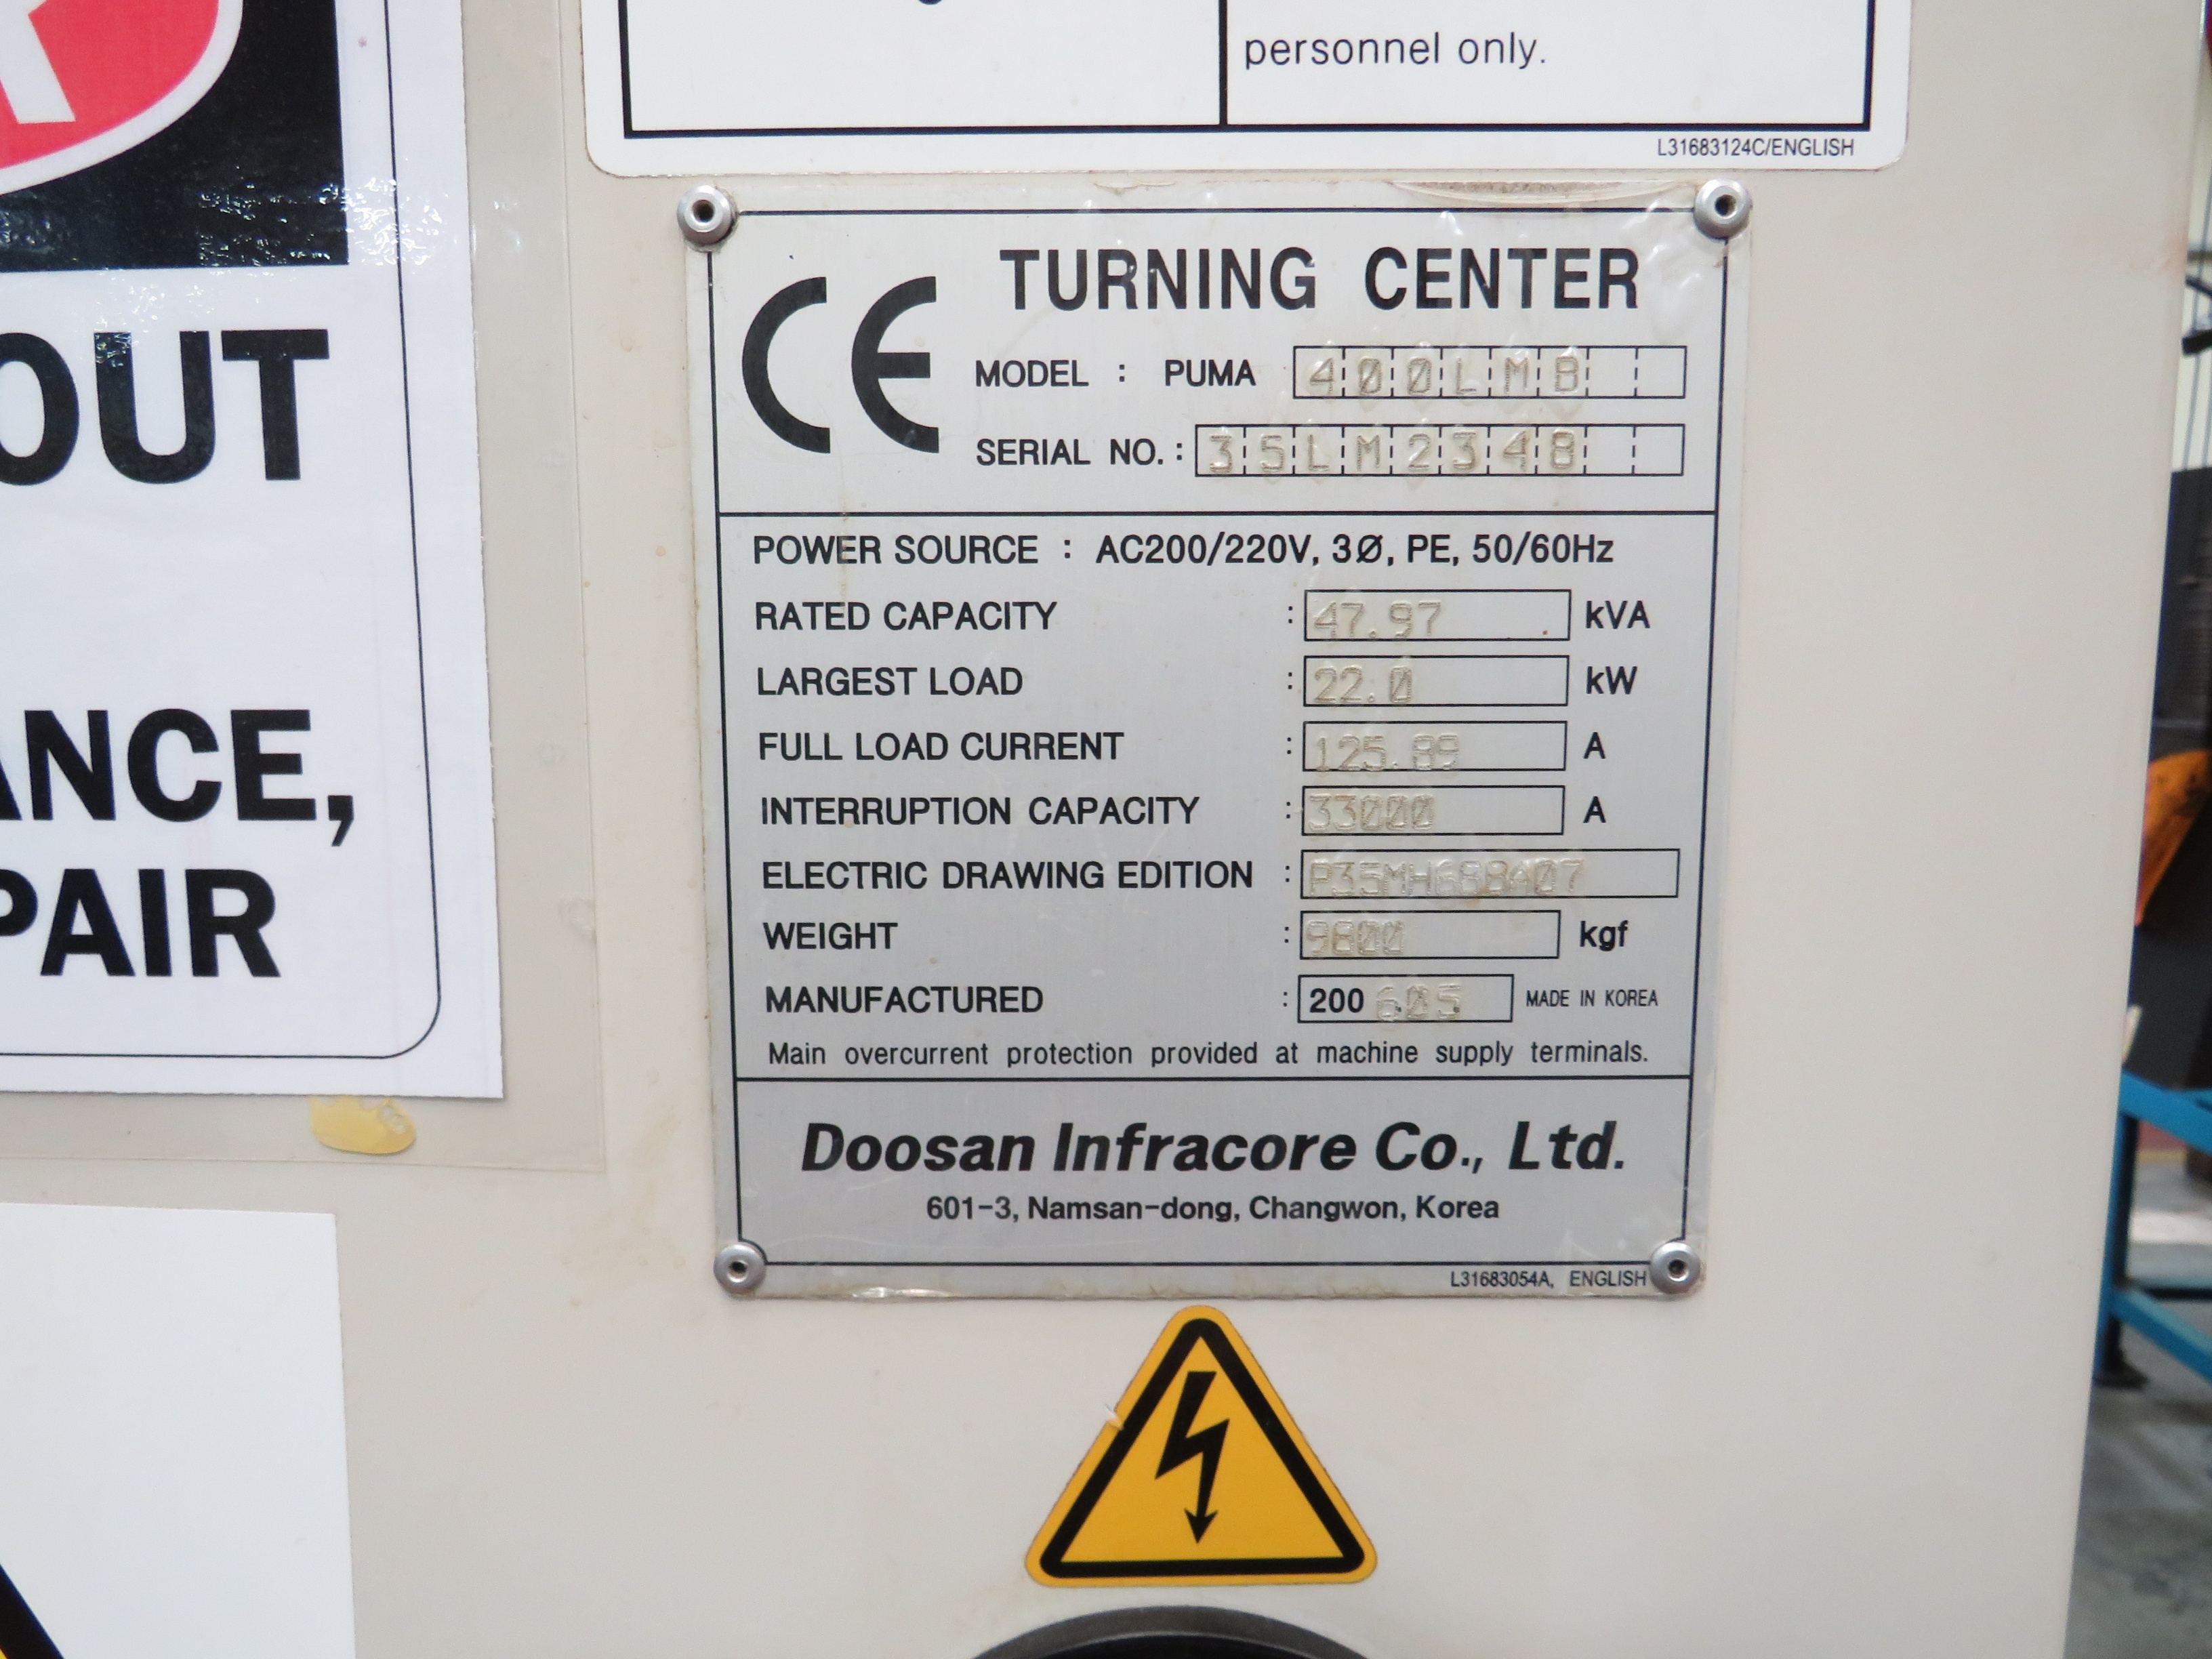 personnel only.
L31683124C/ENGLISH
OUT
ANCE,
PAIR
CE
TURNING CENTER
MODEL : PUMA 400LMB
SERIAL NO. : 35LM2348
POWER SOURCE : AC200/220V, 3Ø, PE, 50/60Hz
RATED CAPACITY : 47.97 kVA
LARGEST LOAD : 22.0 kW
FULL LOAD CURRENT : 125.89 A
INTERRUPTION CAPACITY : 33000 A
ELECTRIC DRAWING EDITION :
WEIGHT : 9800 kgf
MANUFACTURED : 200 6.05 MADE IN KOREA
Main overcurrent protection provided at machine supply terminals.
Doosan Infracore Co., Ltd.
601-3, Namsan-dong, Changwon, Korea
L31683054A, ENGLISH